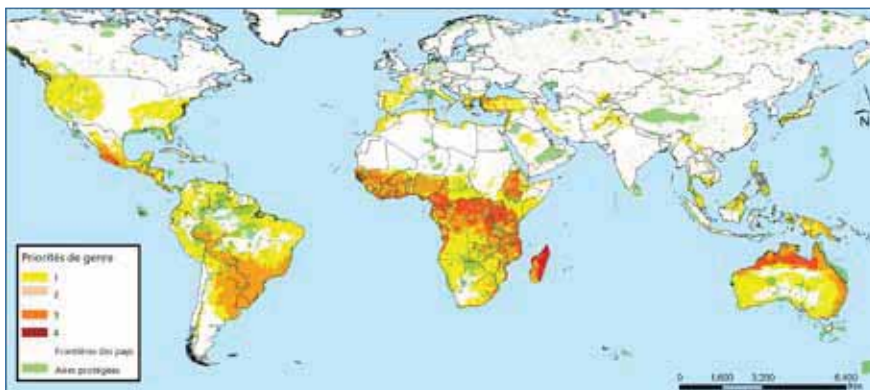 Priorités de genre
1
2
3
4
Frontières des pays
Aires protégées
N
0 1,600 3,200 6,400
Km